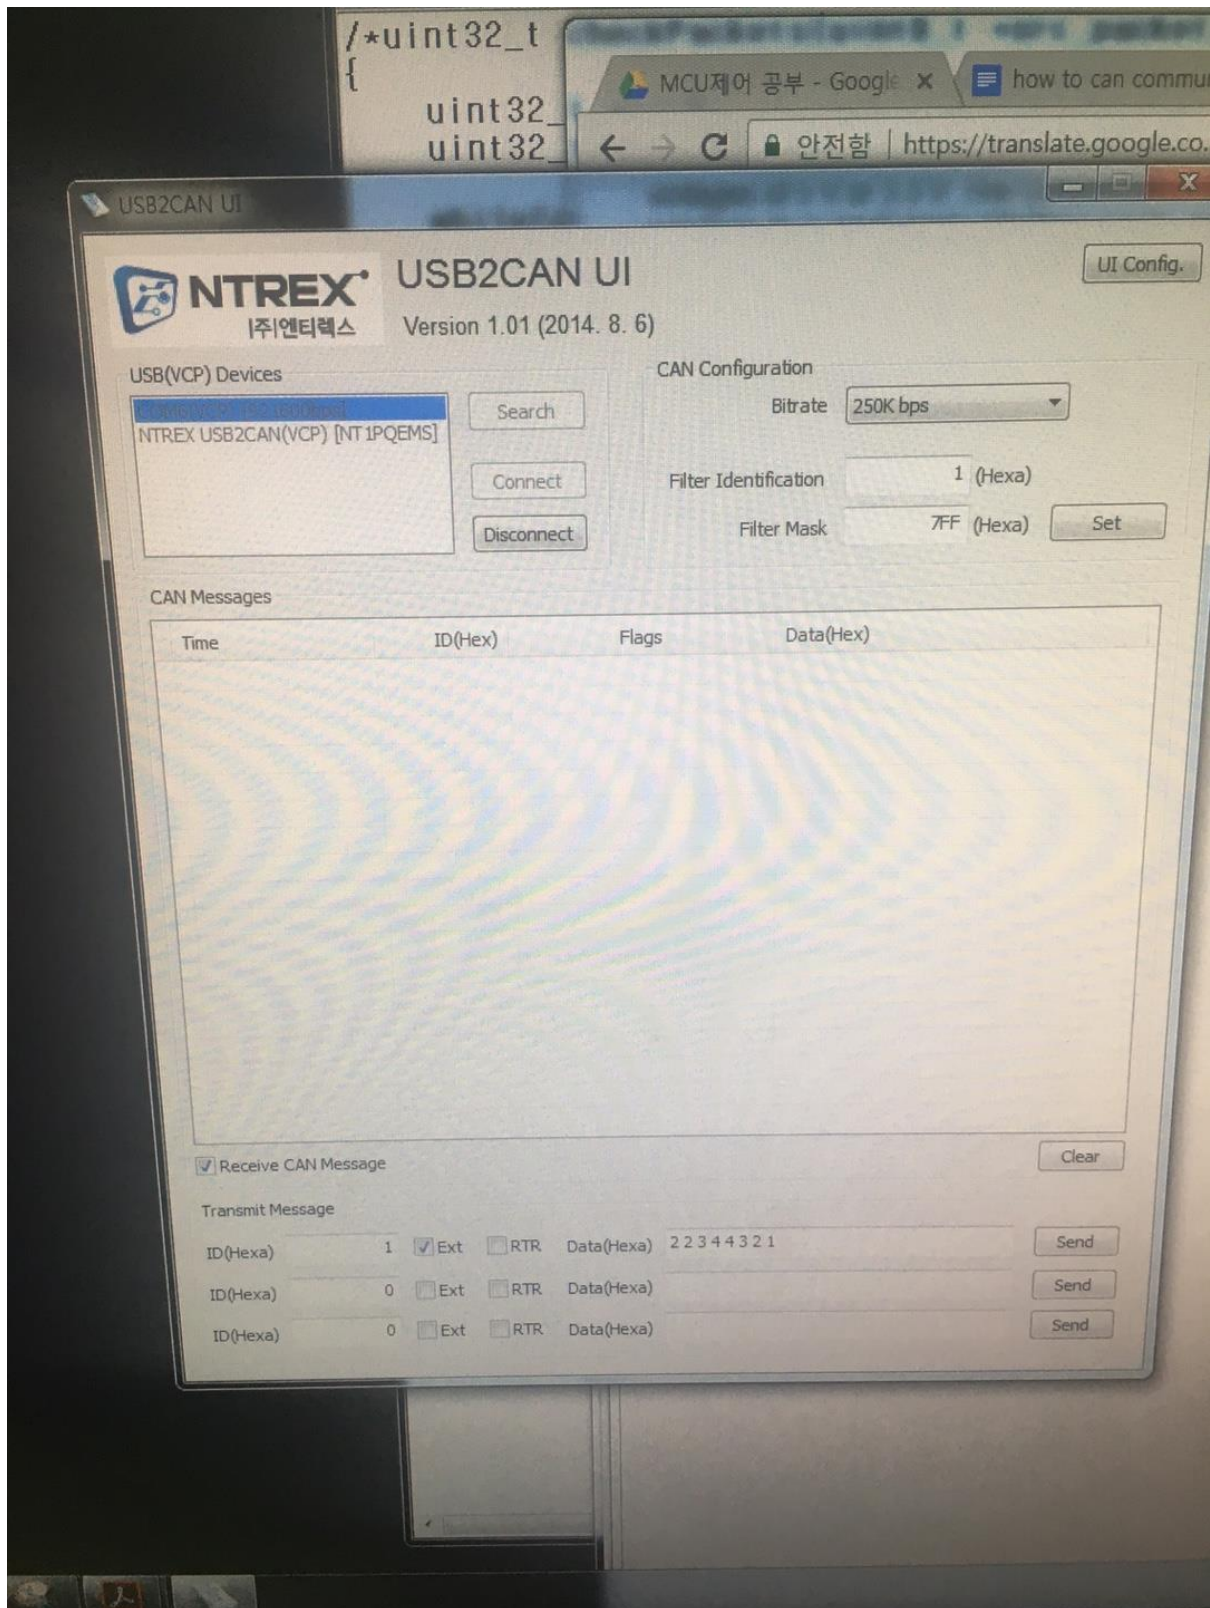 /*uint32_t
{
uint32_
uint32_
MCU제어 공부 - Google
how to can commu
안전함 | https://translate.google.co.
USB2CAN UI
NTREX
|주|엔티렉스
USB2CAN UI
Version 1.01 (2014. 8. 6)
UI Config.
USB(VCP) Devices
NTREX USB2CAN(VCP) [NT1PQEMS]
Search
Connect
Disconnect
CAN Configuration
Bitrate 250K bps
Filter Identification 1 (Hexa)
Filter Mask 7FF (Hexa) Set
CAN Messages
Time ID(Hex) Flags Data(Hex)
Receive CAN Message Clear
Transmit Message
ID(Hexa) 1 Ext RTR Data(Hexa) 2 2 3 4 4 3 2 1 Send
ID(Hexa) 0 Ext RTR Data(Hexa) Send
ID(Hexa) 0 Ext RTR Data(Hexa) Send